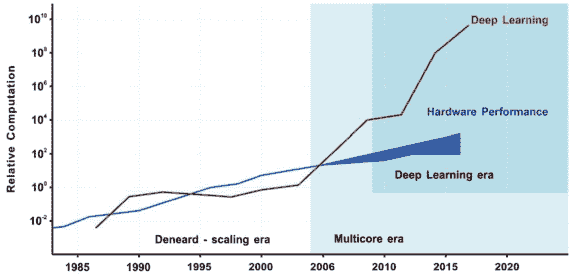 Relative Computation
10^10
10^8
10^6
10^4
10^2
10^0
10^-2
Deep Learning
Hardware Performance
Deep Learning era
Deneard - scaling era
Multicore era
1985
1990
1995
2000
2006
2010
2015
2020